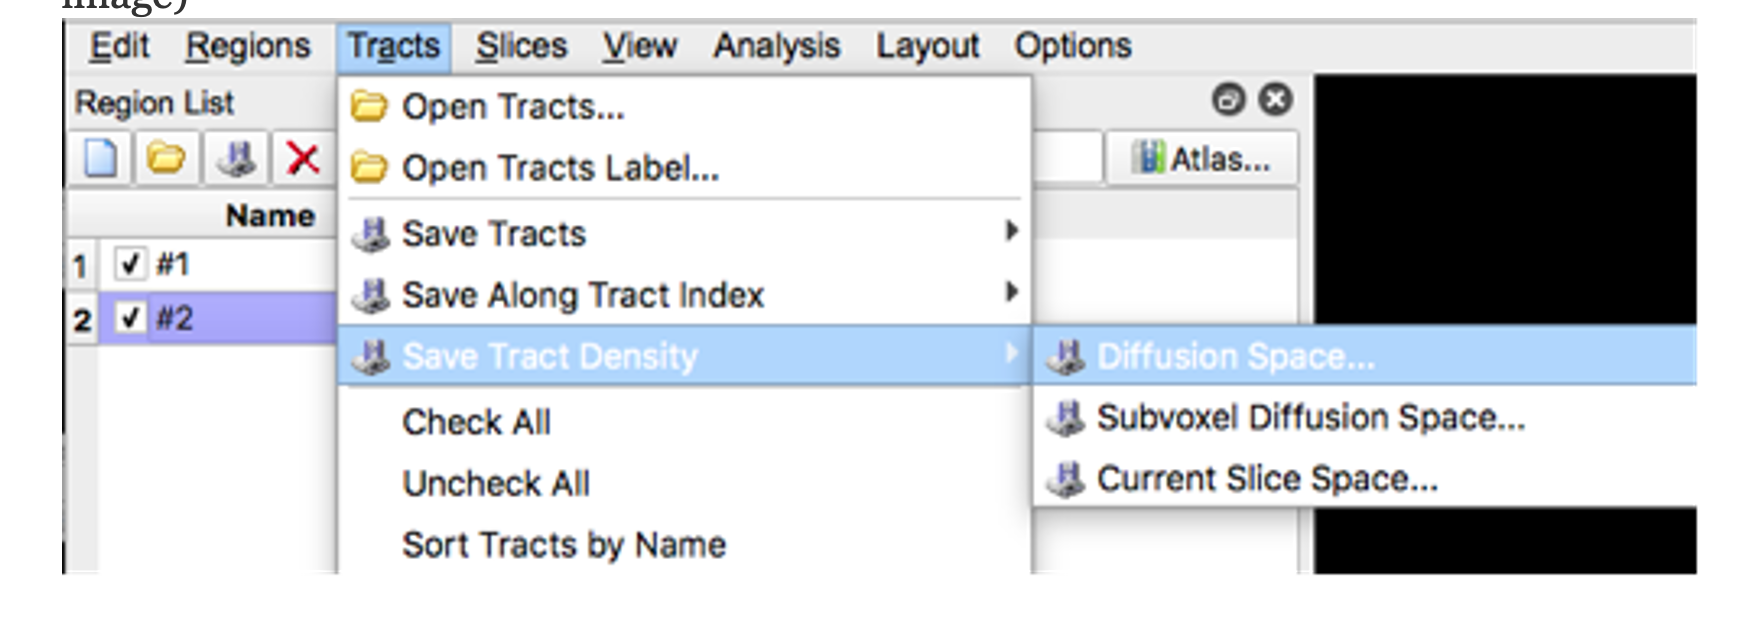 image)
Edit Regions Tracts Slices View Analysis Layout Options
Region List
Open Tracts...
Open Tracts Label...
Atlas...
Name
Save Tracts
1 #1
Save Along Tract Index
2 #2
Save Tract Density
Diffusion Space...
Subvoxel Diffusion Space...
Current Slice Space...
Check All
Uncheck All
Sort Tracts by Name